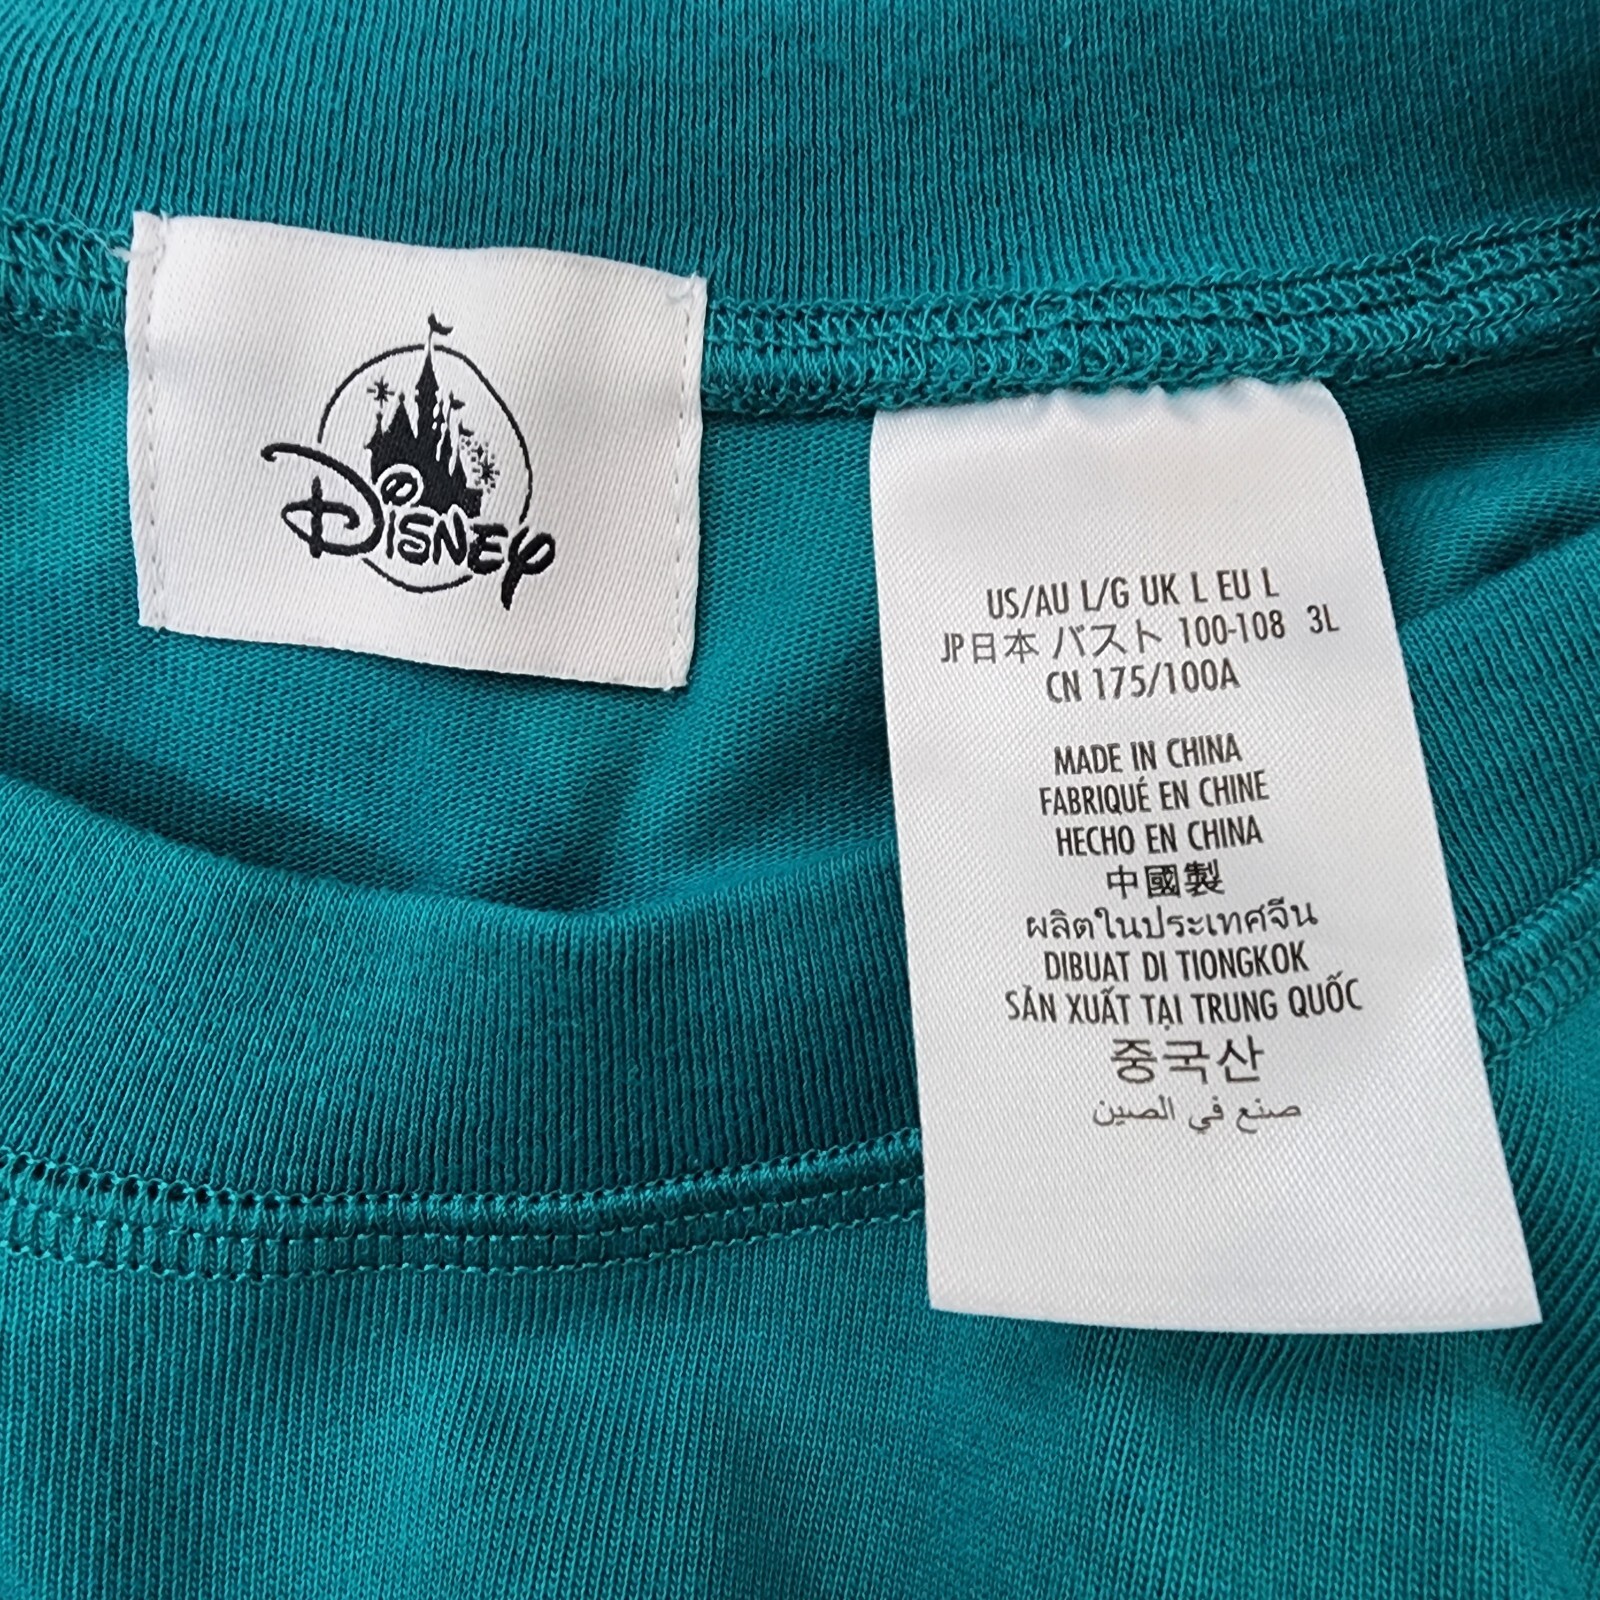 Disney
US/AU L/G UK L EU L
JP日本 バスト 100-108 3L
CN 175/100A
MADE IN CHINA
FABRIQUÉ EN CHINE
HECHO EN CHINA
中國製
ผลิตในประเทศจีน
DIBUAT DI TIONGKOK
SẢN XUẤT TẠI TRUNG QUỐC
중국산
صنع في الصين